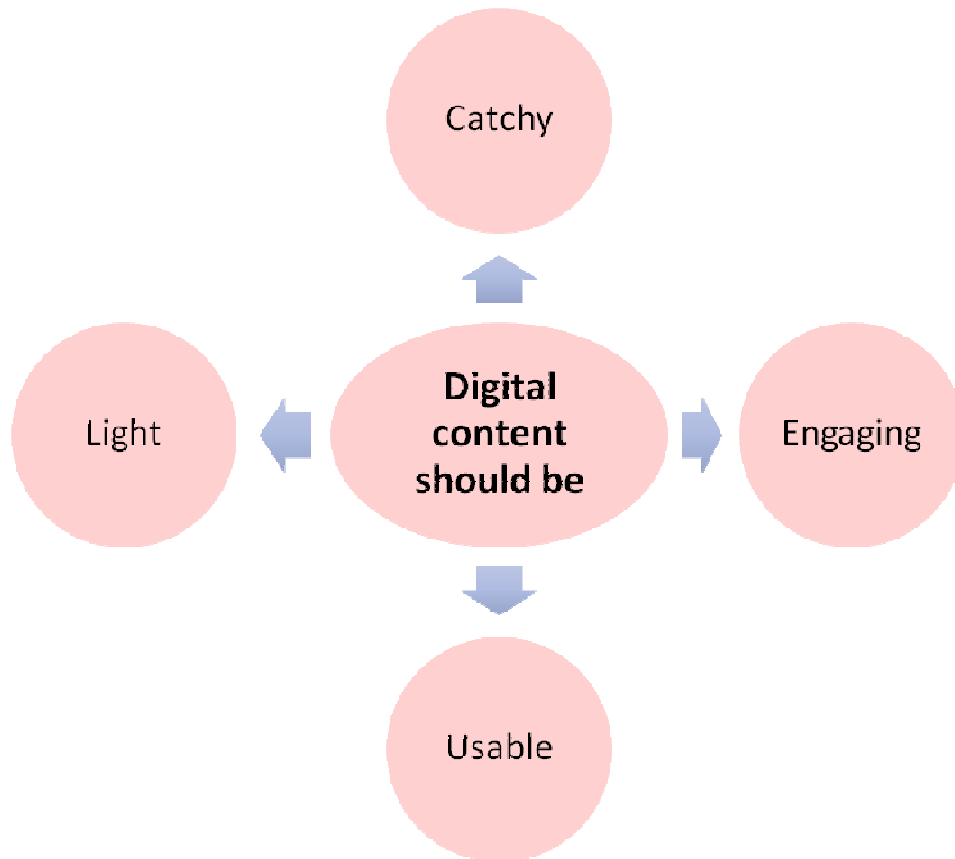 Catchy
Light
Digital
content
should be
Engaging
Usable